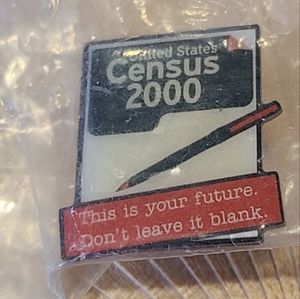 United States
Census
2000
This is your future.
Don't leave it blank.